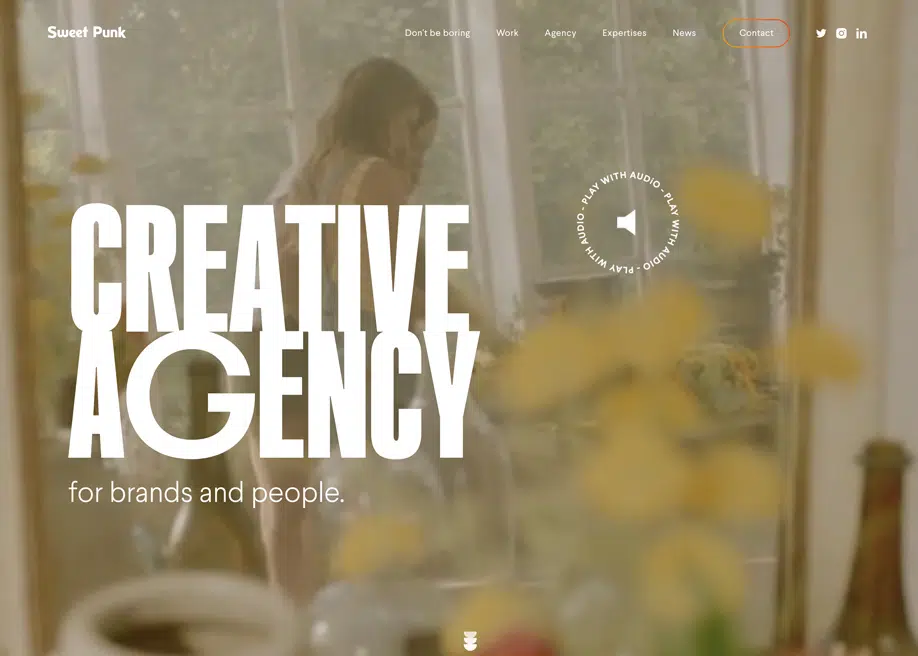 Sweet Punk
Don't be boring
Work
Agency
Expertises
News
Contact
PLAY WITH AUDIO - PLAY WITH AUDIO - PLAY WITH AUDIO -
CREATIVE
AGENCY
for brands and people.